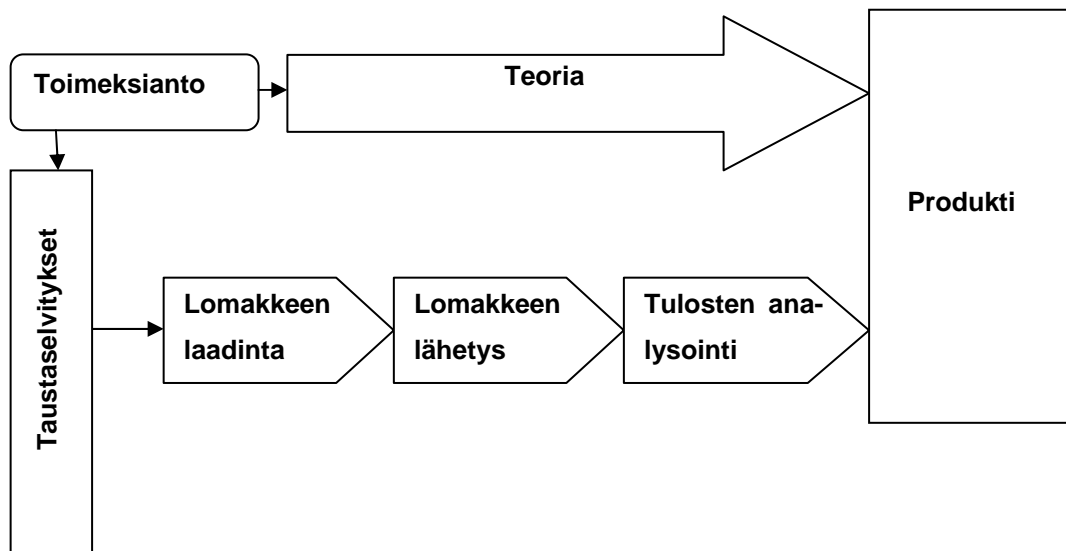 Toimeksianto
Teoria
Produkti
Taustaselvitykset
Lomakkeen
laadinta
Lomakkeen
lähetys
Tulosten ana-
lysointi